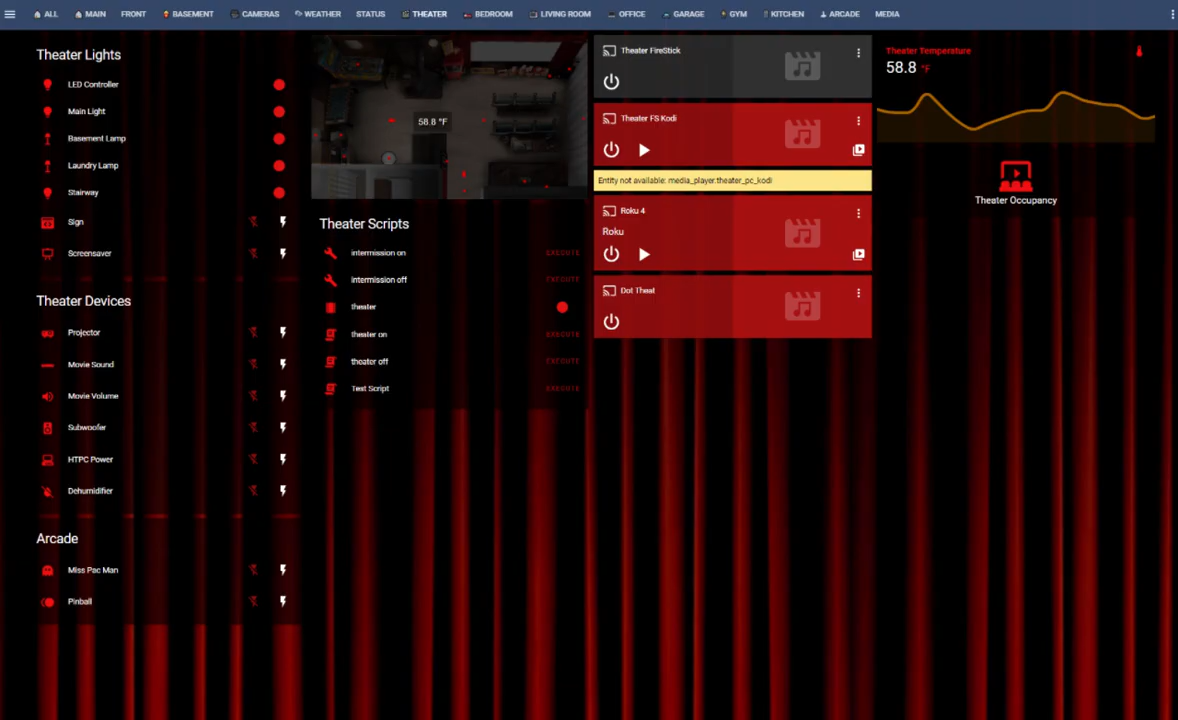 ALL MAIN FRONT BASEMENT CAMERAS WEATHER STATUS THEATER BEDROOM LIVING ROOM OFFICE GARAGE GYM KITCHEN ARCADE MEDIA
Theater Lights
LED Controller
Main Light
Basement Lamp
Laundry Lamp
Stairway
Sign
Screensaver
Theater Devices
Projector
Movie Sound
Movie Volume
Subwoofer
HTPC Power
Dehumidifier
Arcade
Miss Pac Man
Pinball
58.8 °F
Theater Scripts
intermission on EXECUTE
intermission off EXECUTE
theater
theater on EXECUTE
theater off EXECUTE
Test Script EXECUTE
Theater FireStick
Theater FS Kodi
Entity not available: media_player.theater_pc_kodi
Roku 4
Roku
Dot Theat
Theater Temperature
58.8 °F
Theater Occupancy